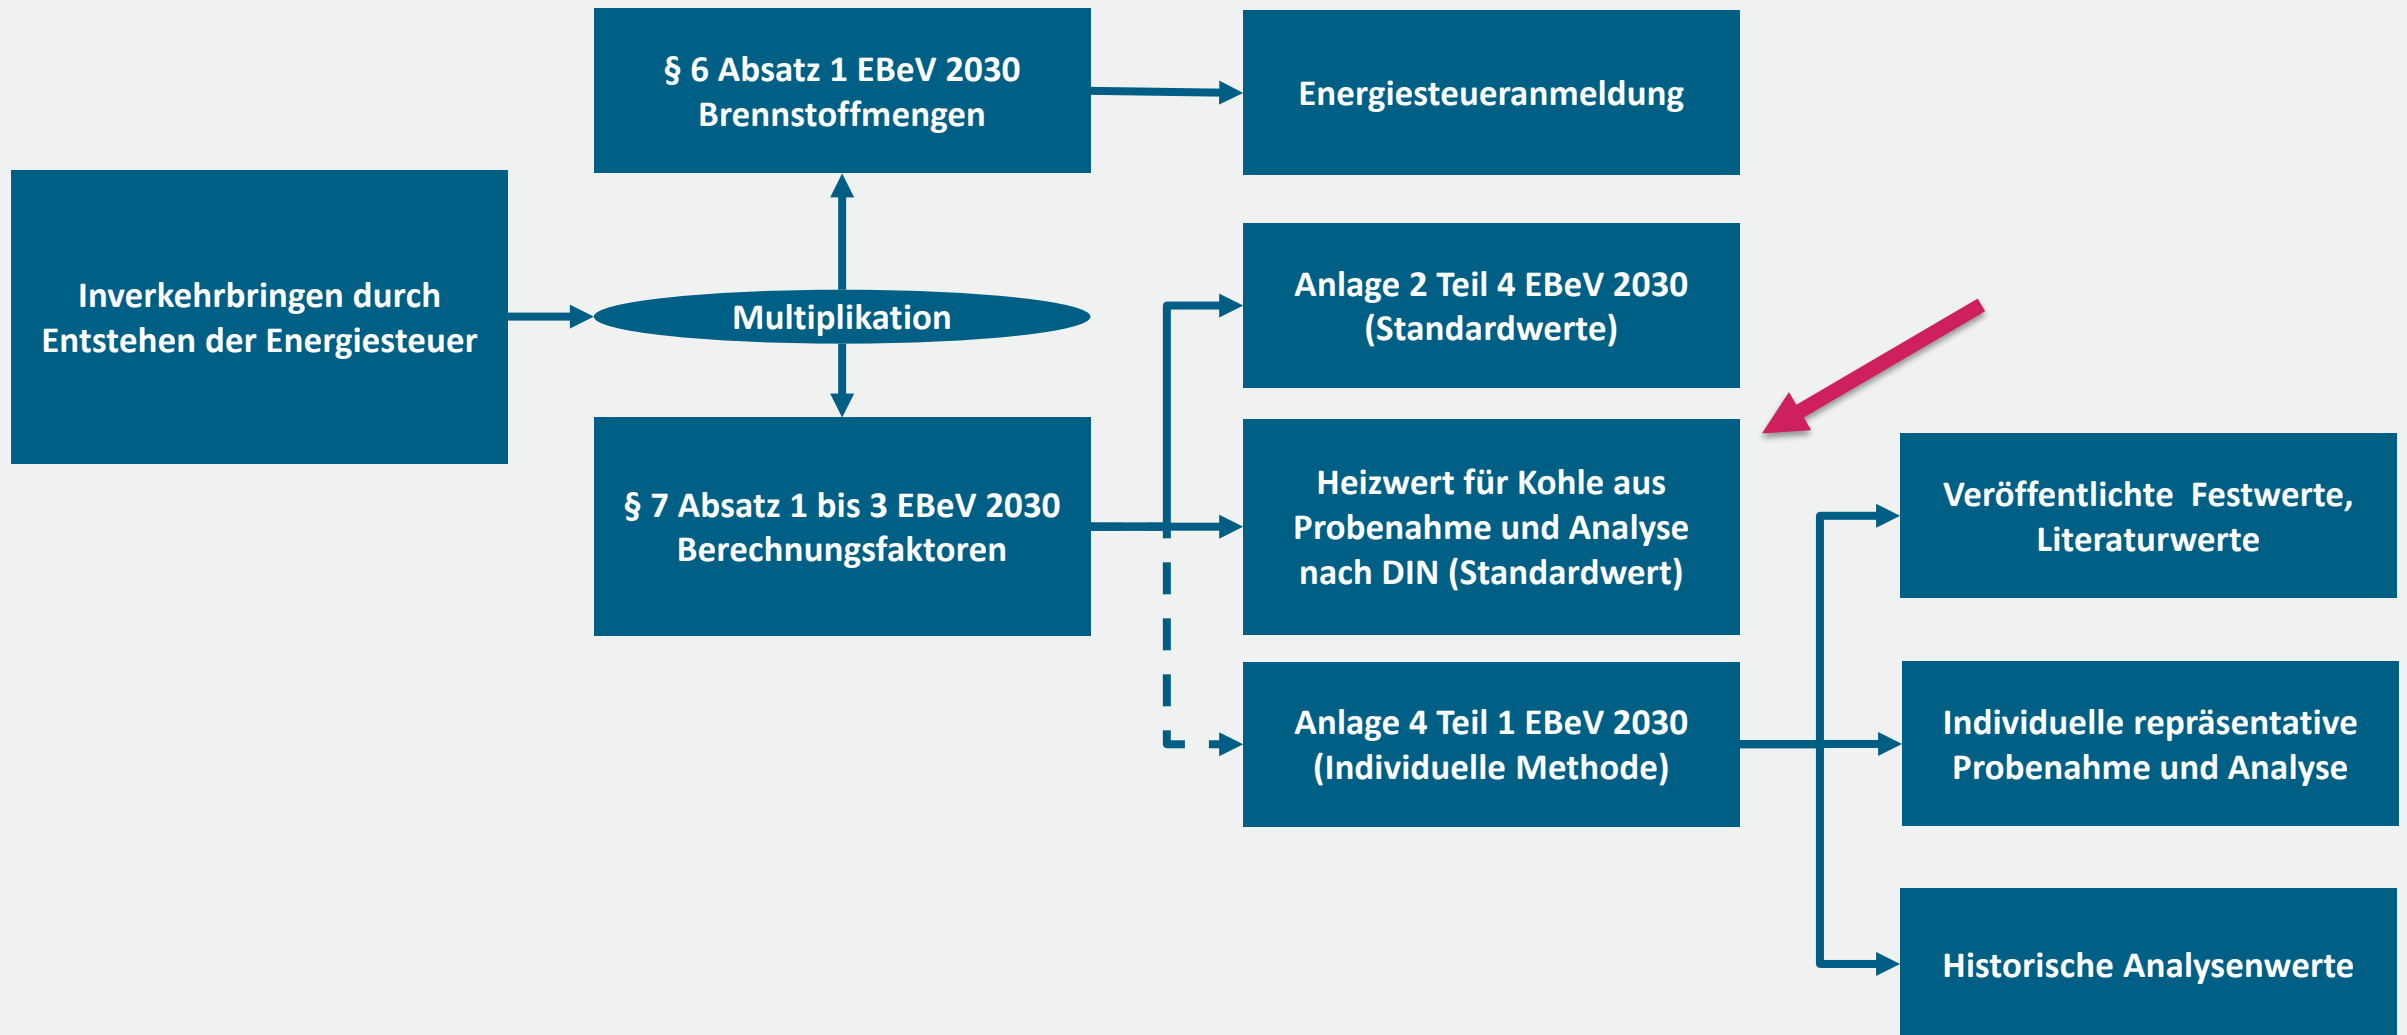 Inverkehrbringen durch
Entstehen der Energiesteuer
§ 6 Absatz 1 EBeV 2030
Brennstoffmengen
Multiplikation
§ 7 Absatz 1 bis 3 EBeV 2030
Berechnungsfaktoren
Energiesteueranmeldung
Anlage 2 Teil 4 EBeV 2030
(Standardwerte)
Heizwert für Kohle aus
Probenahme und Analyse
nach DIN (Standardwert)
Anlage 4 Teil 1 EBeV 2030
(Individuelle Methode)
Veröffentlichte  Festwerte,
Literaturwerte
Individuelle repräsentative
Probenahme und Analyse
Historische Analysenwerte